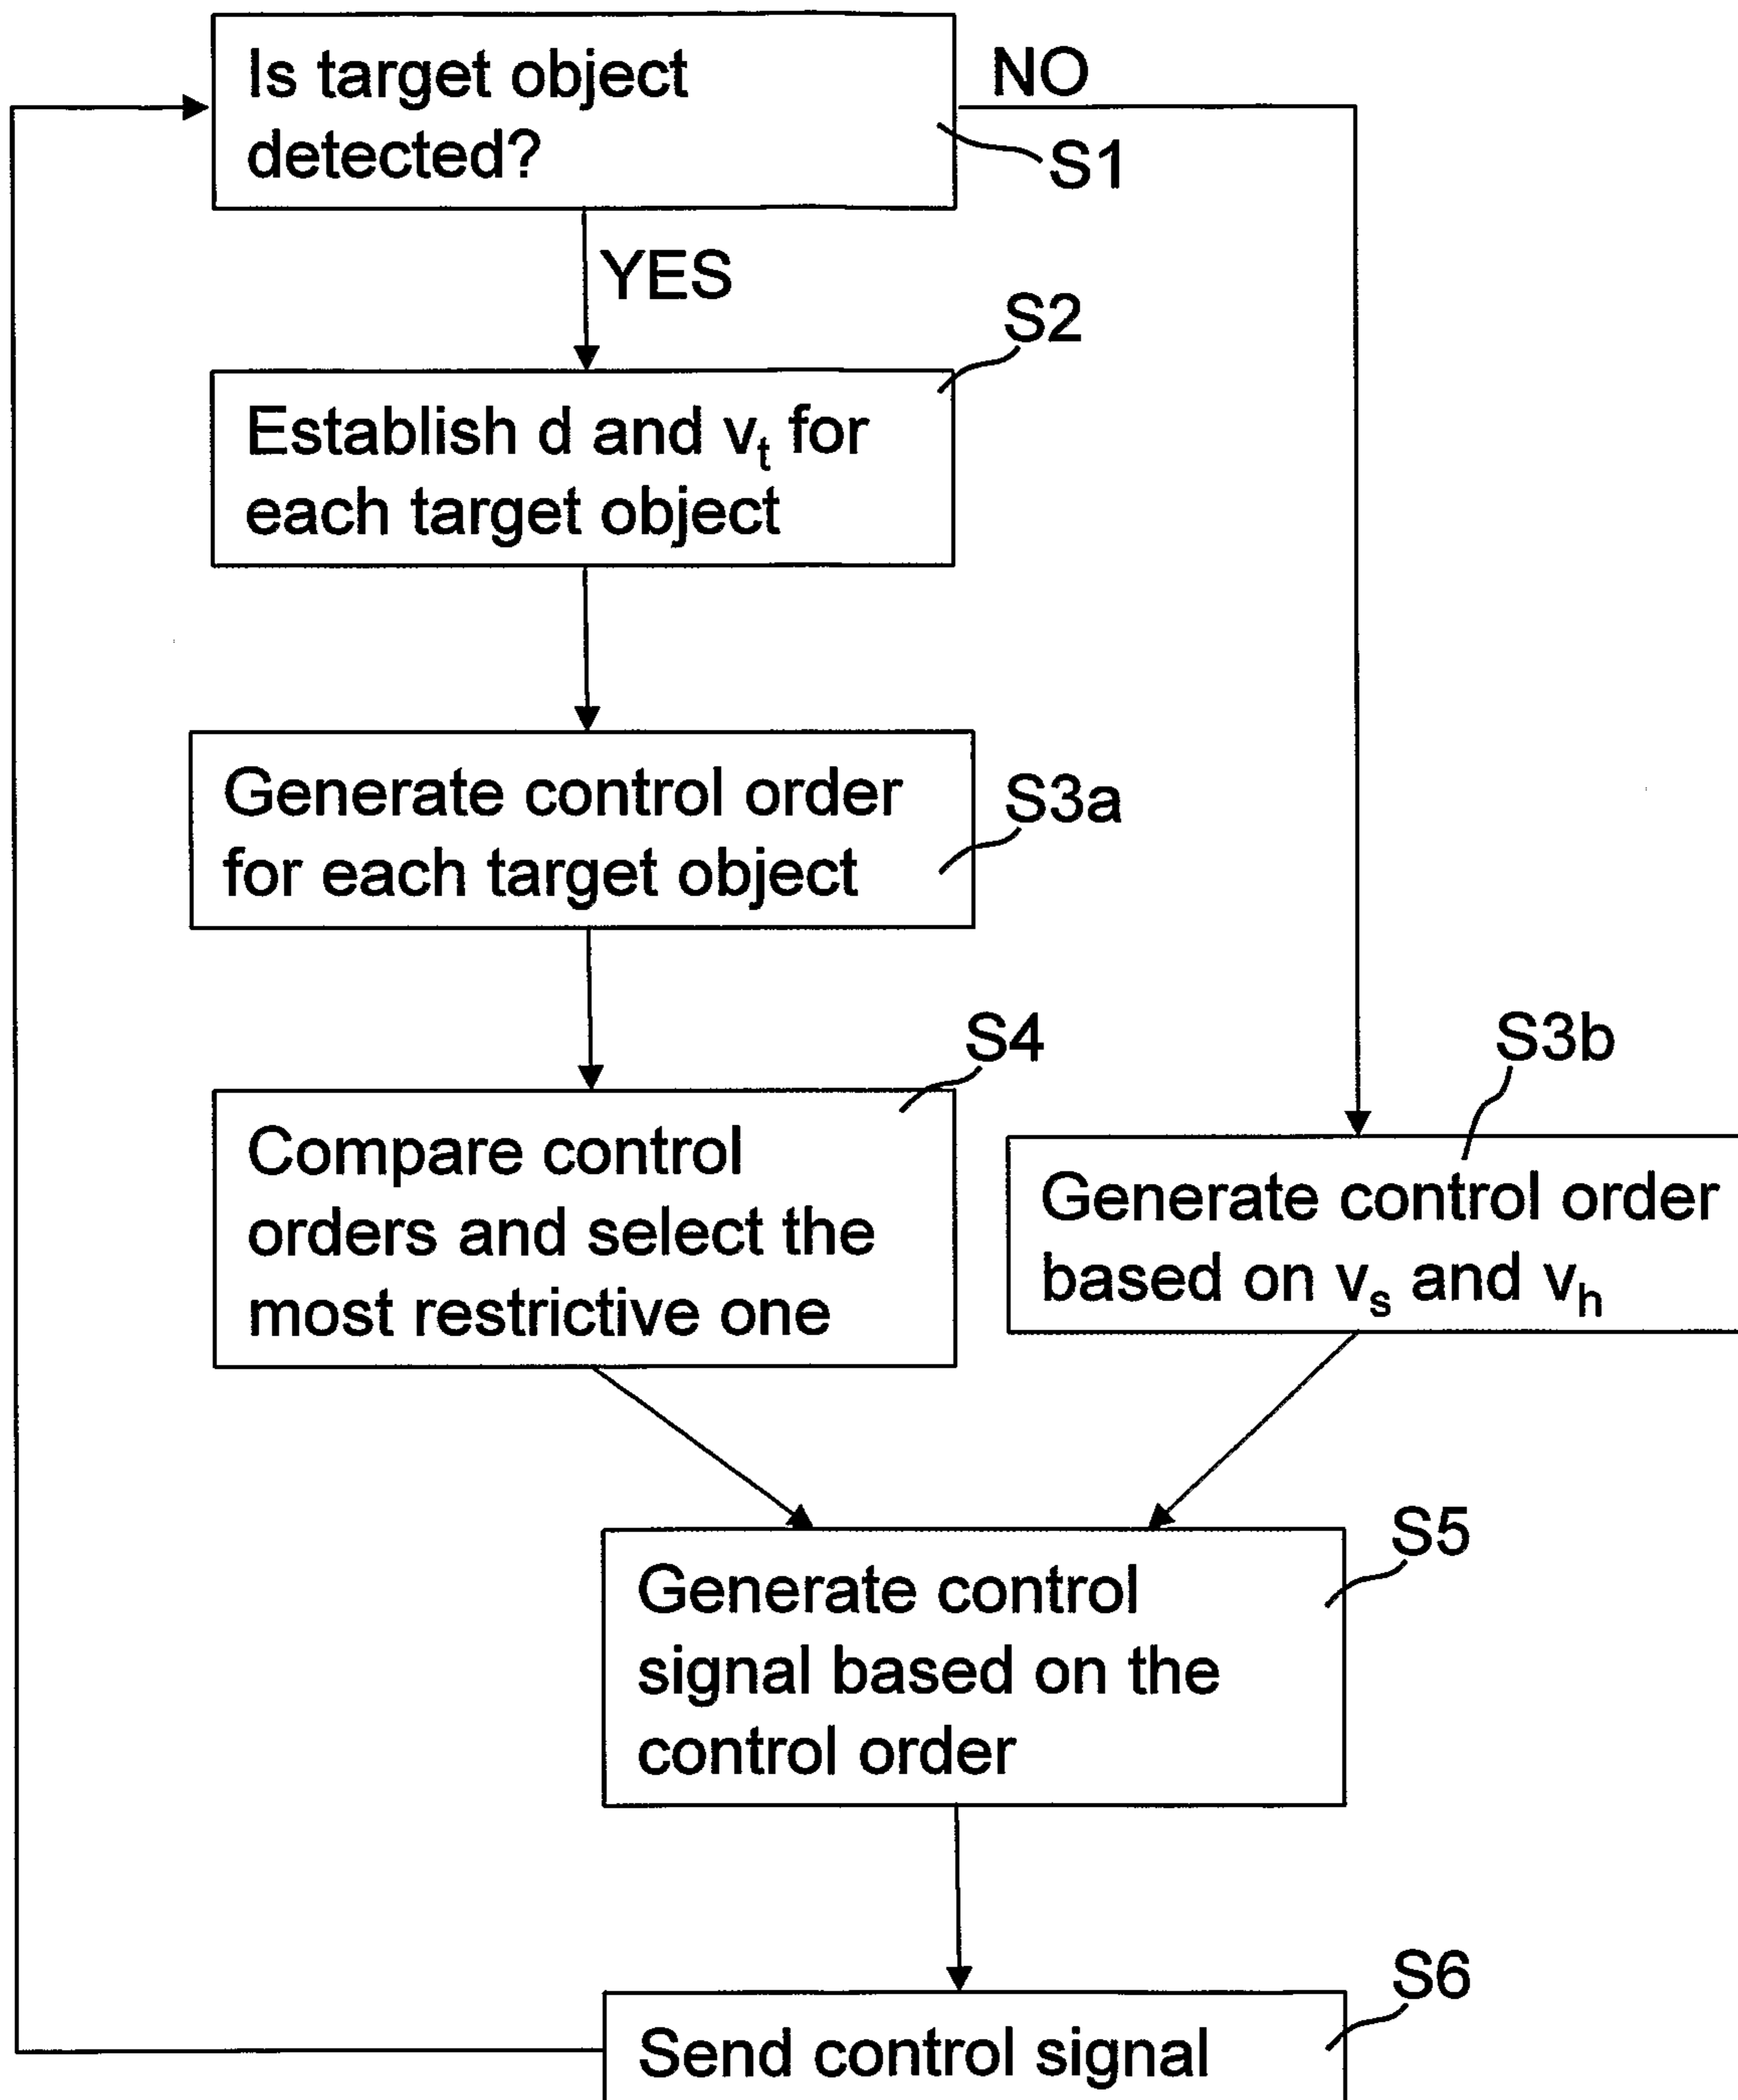 Is target object
detected?
NO
S1
YES
S2
Establish d and vₜ for
each target object
Generate control order
for each target object
S3a
S4
Compare control
orders and select the
most restrictive one
S3b
Generate control order
based on vₛ and vₕ
S5
Generate control
signal based on the
control order
S6
Send control signal